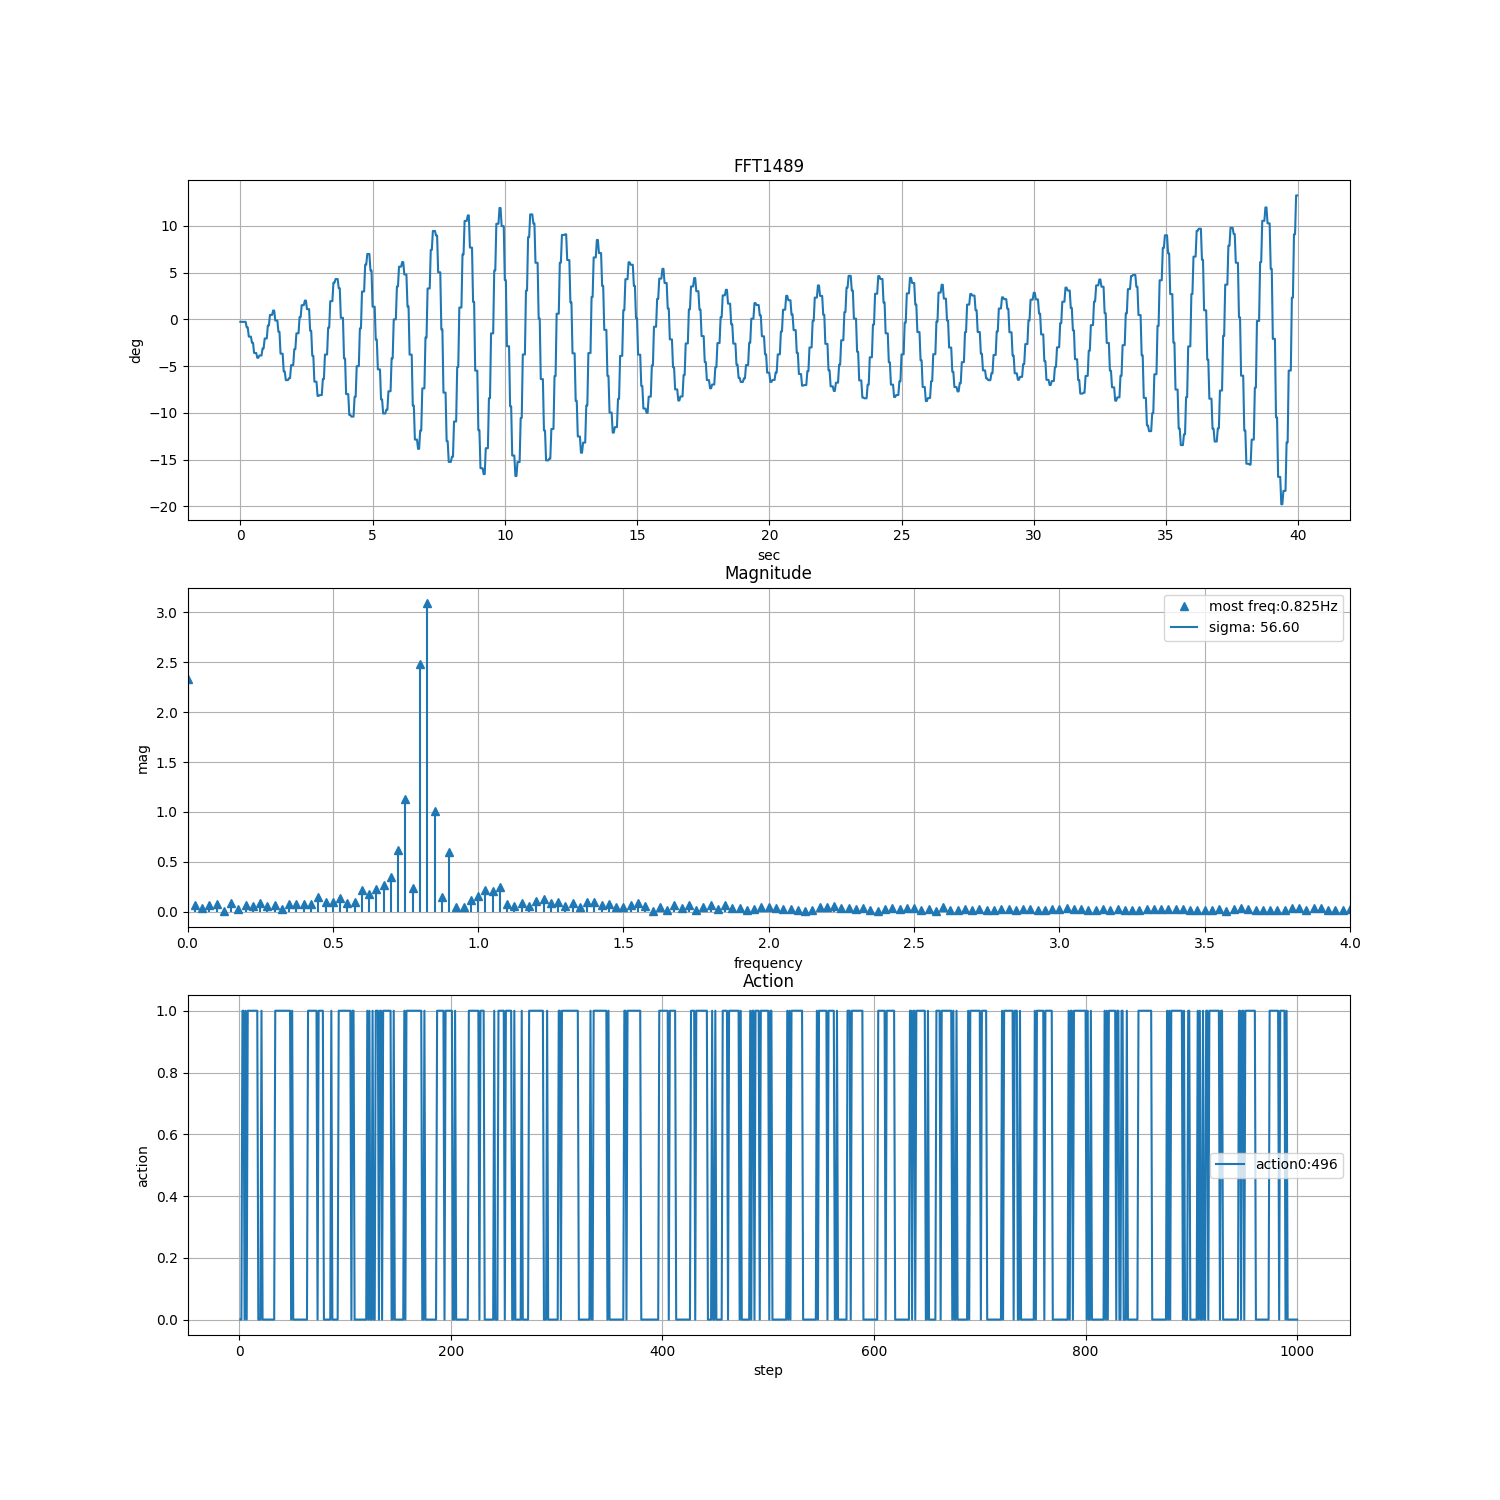 FFT1489
10
5
0
−5
−10
−15
−20
deg
0 5 10 15 20 25 30 35 40
sec
Magnitude
3.0
2.5
2.0
1.5
1.0
0.5
0.0
mag
most freq:0.825Hz
sigma: 56.60
0.0 0.5 1.0 1.5 2.0 2.5 3.0 3.5 4.0
frequency
Action
1.0
0.8
0.6
0.4
0.2
0.0
action
action0:496
0 200 400 600 800 1000
step